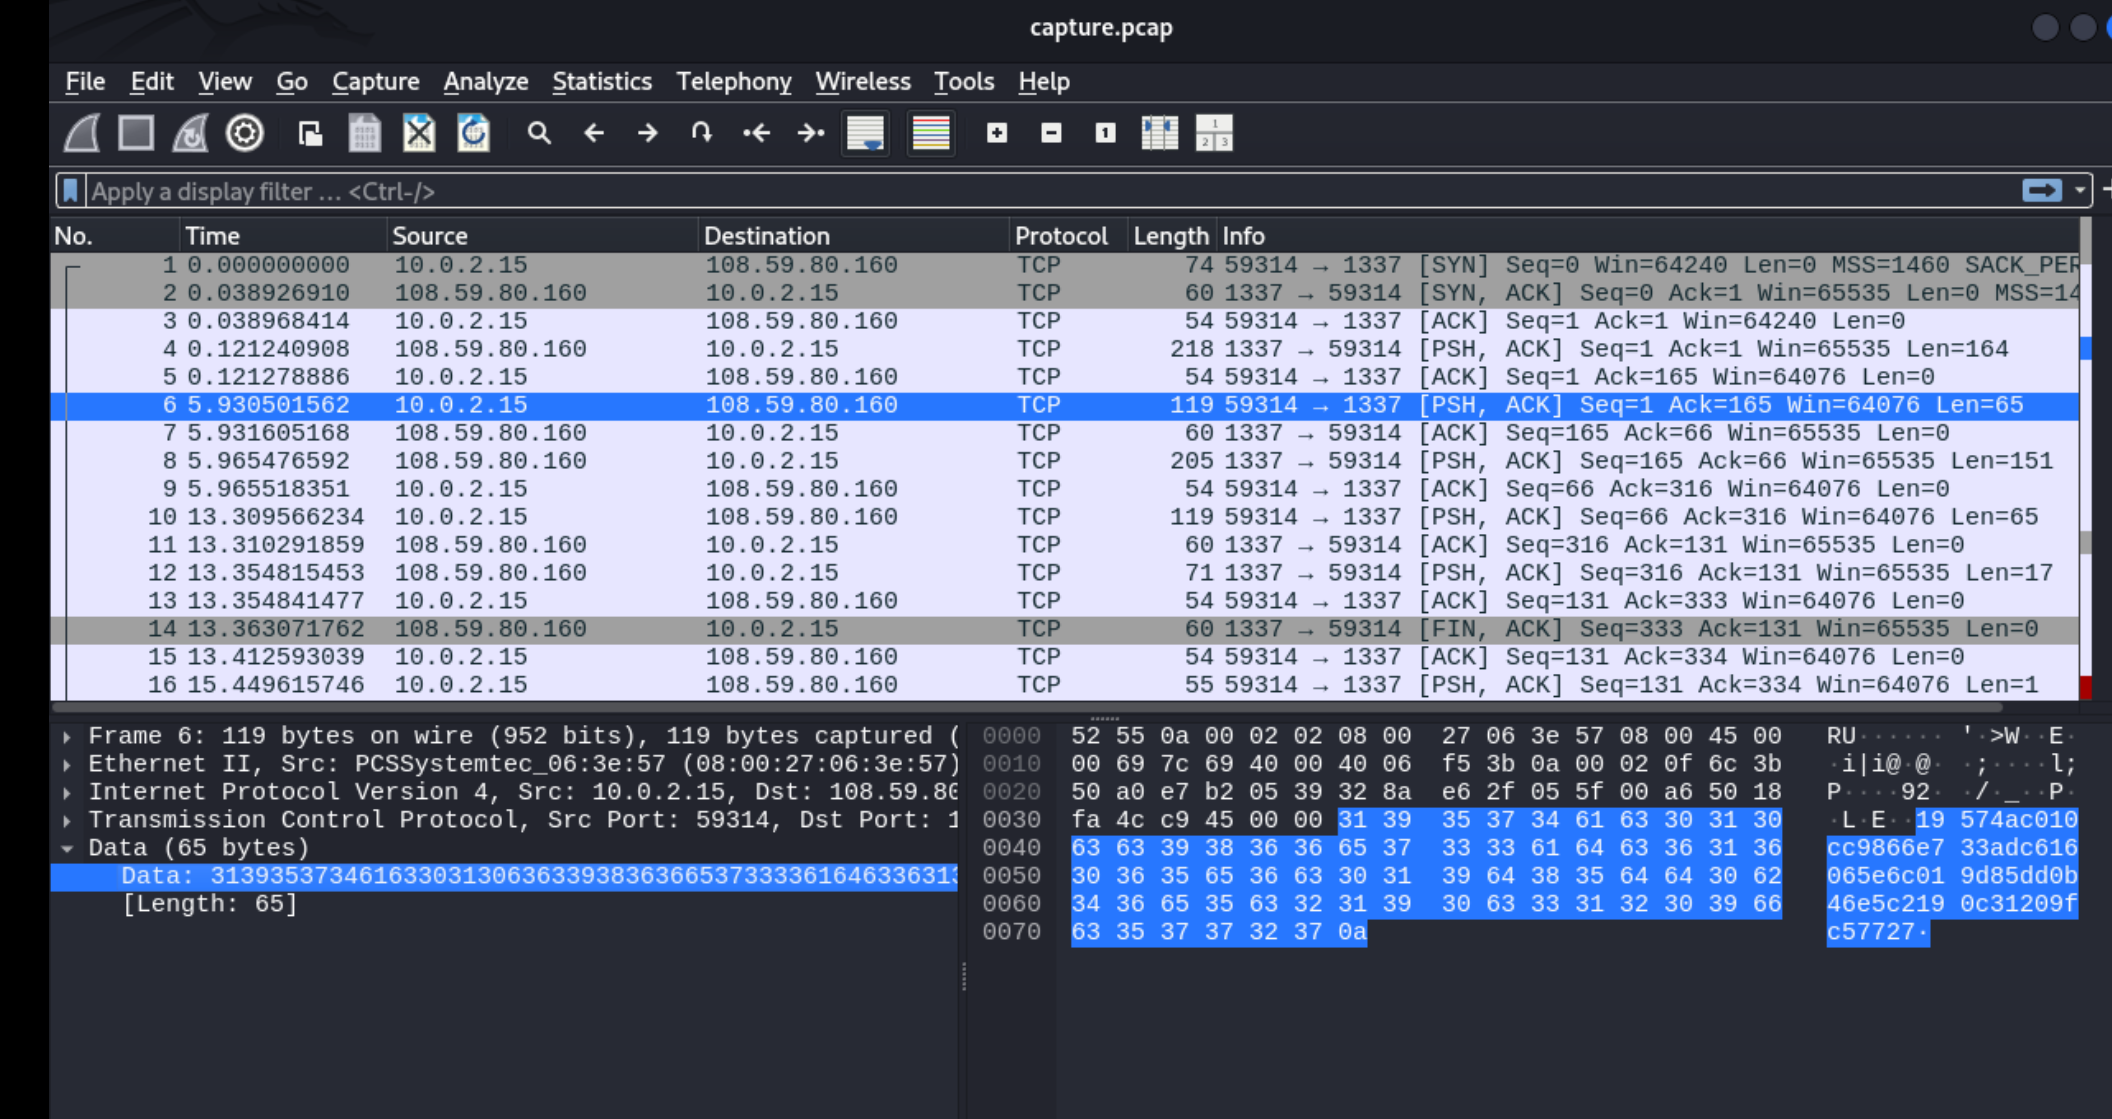 capture.pcap
File Edit View Go Capture Analyze Statistics Telephony Wireless Tools Help
Apply a display filter … <Ctrl-/>
No. Time Source Destination Protocol Length Info
1 0.000000000 10.0.2.15 108.59.80.160 TCP 74 59314 → 1337 [SYN] Seq=0 Win=64240 Len=0 MSS=1460 SACK_PER
2 0.038926910 108.59.80.160 10.0.2.15 TCP 60 1337 → 59314 [SYN, ACK] Seq=0 Ack=1 Win=65535 Len=0 MSS=14
3 0.038968414 10.0.2.15 108.59.80.160 TCP 54 59314 → 1337 [ACK] Seq=1 Ack=1 Win=64240 Len=0
4 0.121240908 108.59.80.160 10.0.2.15 TCP 218 1337 → 59314 [PSH, ACK] Seq=1 Ack=1 Win=65535 Len=164
5 0.121278886 10.0.2.15 108.59.80.160 TCP 54 59314 → 1337 [ACK] Seq=1 Ack=165 Win=64076 Len=0
6 5.930501562 10.0.2.15 108.59.80.160 TCP 119 59314 → 1337 [PSH, ACK] Seq=1 Ack=165 Win=64076 Len=65
7 5.931605168 108.59.80.160 10.0.2.15 TCP 60 1337 → 59314 [ACK] Seq=165 Ack=66 Win=65535 Len=0
8 5.965476592 108.59.80.160 10.0.2.15 TCP 205 1337 → 59314 [PSH, ACK] Seq=165 Ack=66 Win=65535 Len=151
9 5.965518351 10.0.2.15 108.59.80.160 TCP 54 59314 → 1337 [ACK] Seq=66 Ack=316 Win=64076 Len=0
10 13.309566234 10.0.2.15 108.59.80.160 TCP 119 59314 → 1337 [PSH, ACK] Seq=66 Ack=316 Win=64076 Len=65
11 13.310291859 108.59.80.160 10.0.2.15 TCP 60 1337 → 59314 [ACK] Seq=316 Ack=131 Win=65535 Len=0
12 13.354815453 108.59.80.160 10.0.2.15 TCP 71 1337 → 59314 [PSH, ACK] Seq=316 Ack=131 Win=65535 Len=17
13 13.354841477 10.0.2.15 108.59.80.160 TCP 54 59314 → 1337 [ACK] Seq=131 Ack=333 Win=64076 Len=0
14 13.363071762 108.59.80.160 10.0.2.15 TCP 60 1337 → 59314 [FIN, ACK] Seq=333 Ack=131 Win=65535 Len=0
15 13.412593039 10.0.2.15 108.59.80.160 TCP 54 59314 → 1337 [ACK] Seq=131 Ack=334 Win=64076 Len=0
16 15.449615746 10.0.2.15 108.59.80.160 TCP 55 59314 → 1337 [PSH, ACK] Seq=131 Ack=334 Win=64076 Len=1
Frame 6: 119 bytes on wire (952 bits), 119 bytes captured (
Ethernet II, Src: PCSSystemtec_06:3e:57 (08:00:27:06:3e:57)
Internet Protocol Version 4, Src: 10.0.2.15, Dst: 108.59.80
Transmission Control Protocol, Src Port: 59314, Dst Port: 1
Data (65 bytes)
Data: 31393537346163303130636339383636653733336164633631
[Length: 65]
0000 52 55 0a 00 02 02 08 00 27 06 3e 57 08 00 45 00 RU······ '·>W··E·
0010 00 69 7c 69 40 00 40 06 f5 3b 0a 00 02 0f 6c 3b ·i|i@·@· ·;····l;
0020 50 a0 e7 b2 05 39 32 8a e6 2f 05 5f 00 a6 50 18 P····92· ·/·_··P·
0030 fa 4c c9 45 00 00 31 39 35 37 34 61 63 30 31 30 ·L·E··19 574ac010
0040 63 63 39 38 36 36 65 37 33 33 61 64 63 36 31 36 cc9866e7 33adc616
0050 30 36 35 65 36 63 30 31 39 64 38 35 64 64 30 62 065e6c01 9d85dd0b
0060 34 36 65 35 63 32 31 39 30 63 33 31 32 30 39 66 46e5c219 0c31209f
0070 63 35 37 37 32 37 0a c57727·